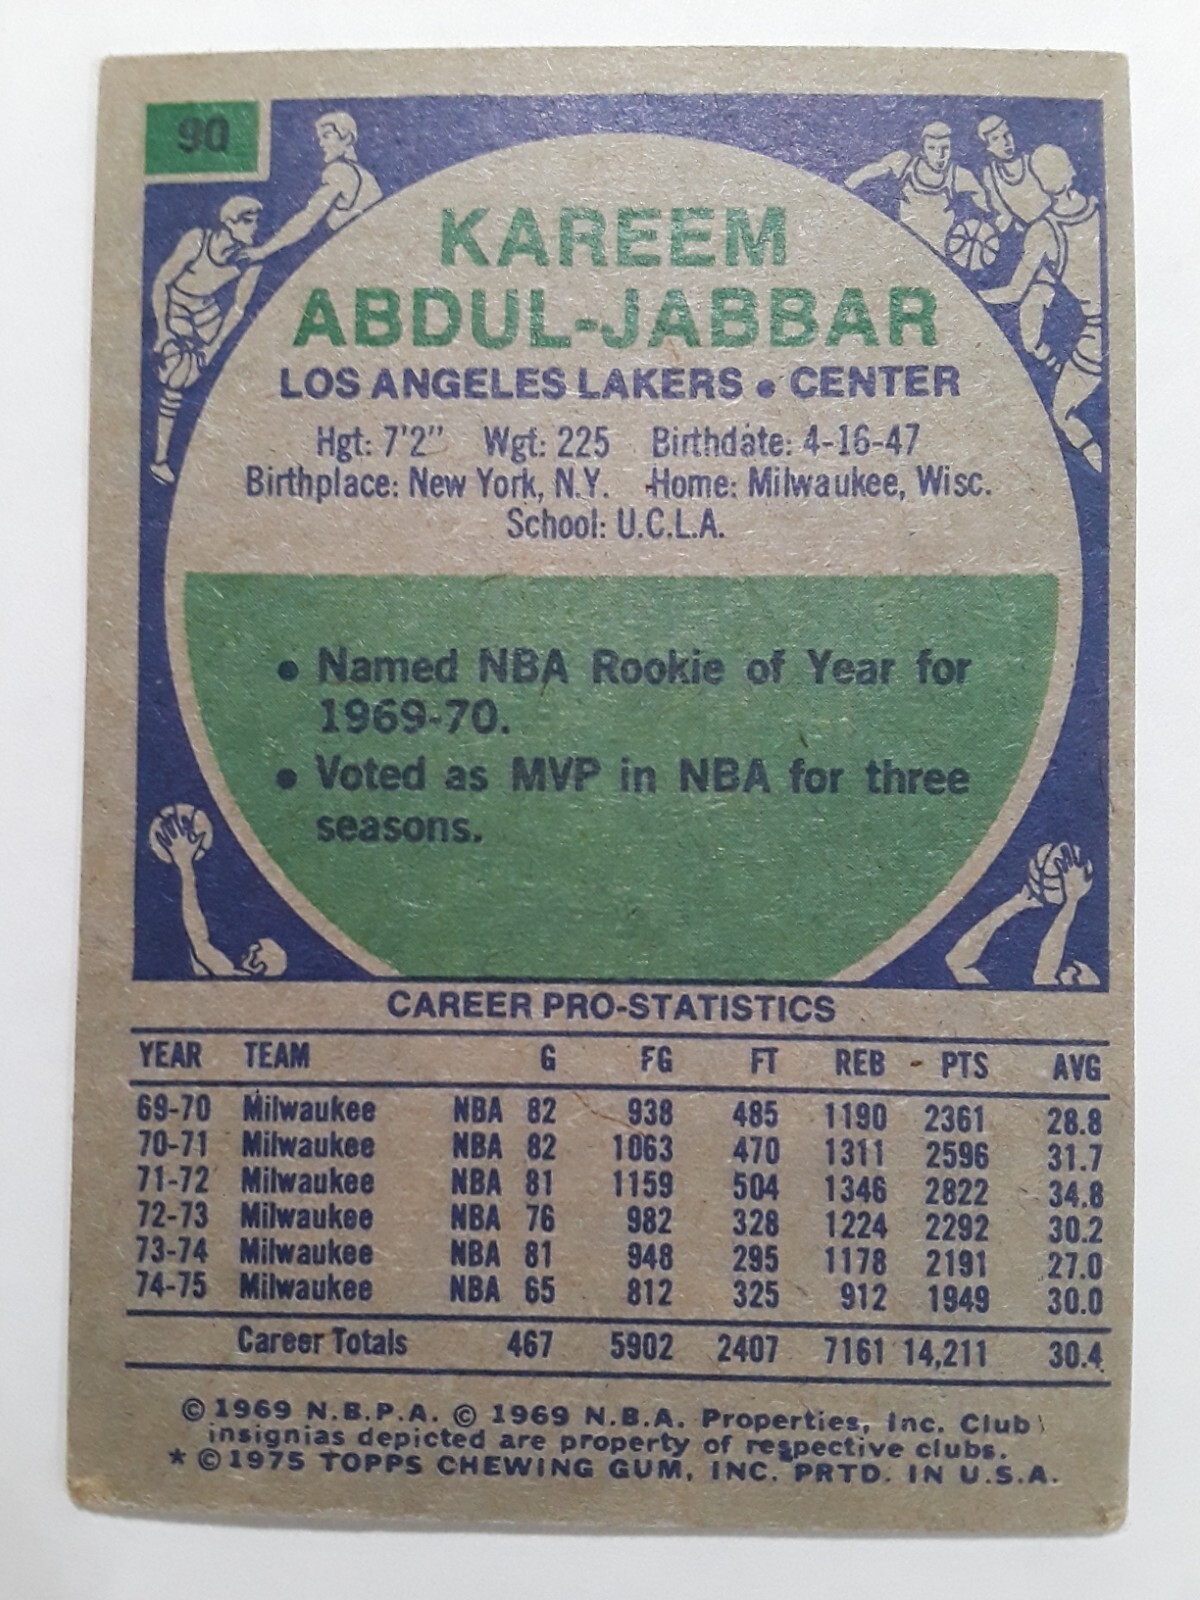 90
KAREEM
ABDUL-JABBAR
LOS ANGELES LAKERS • CENTER
Hgt: 7'2" Wgt: 225 Birthdate: 4-16-47
Birthplace: New York, N.Y. Home: Milwaukee, Wisc.
School: U.C.L.A.
• Named NBA Rookie of Year for
1969-70.
• Voted as MVP in NBA for three
seasons.
CAREER PRO-STATISTICS
YEAR TEAM G FG FT REB PTS AVG
69-70 Milwaukee NBA 82 938 485 1190 2361 28.8
70-71 Milwaukee NBA 82 1063 470 1311 2596 31.7
71-72 Milwaukee NBA 81 1159 504 1346 2822 34.8
72-73 Milwaukee NBA 76 982 328 1224 2292 30.2
73-74 Milwaukee NBA 81 948 295 1178 2191 27.0
74-75 Milwaukee NBA 65 812 325 912 1949 30.0
Career Totals 467 5902 2407 7161 14,211 30.4
© 1969 N.B.P.A. © 1969 N.B.A. Properties, Inc. Club
insignias depicted are property of respective clubs.
* © 1975 TOPPS CHEWING GUM, INC. PRTD. IN U.S.A.